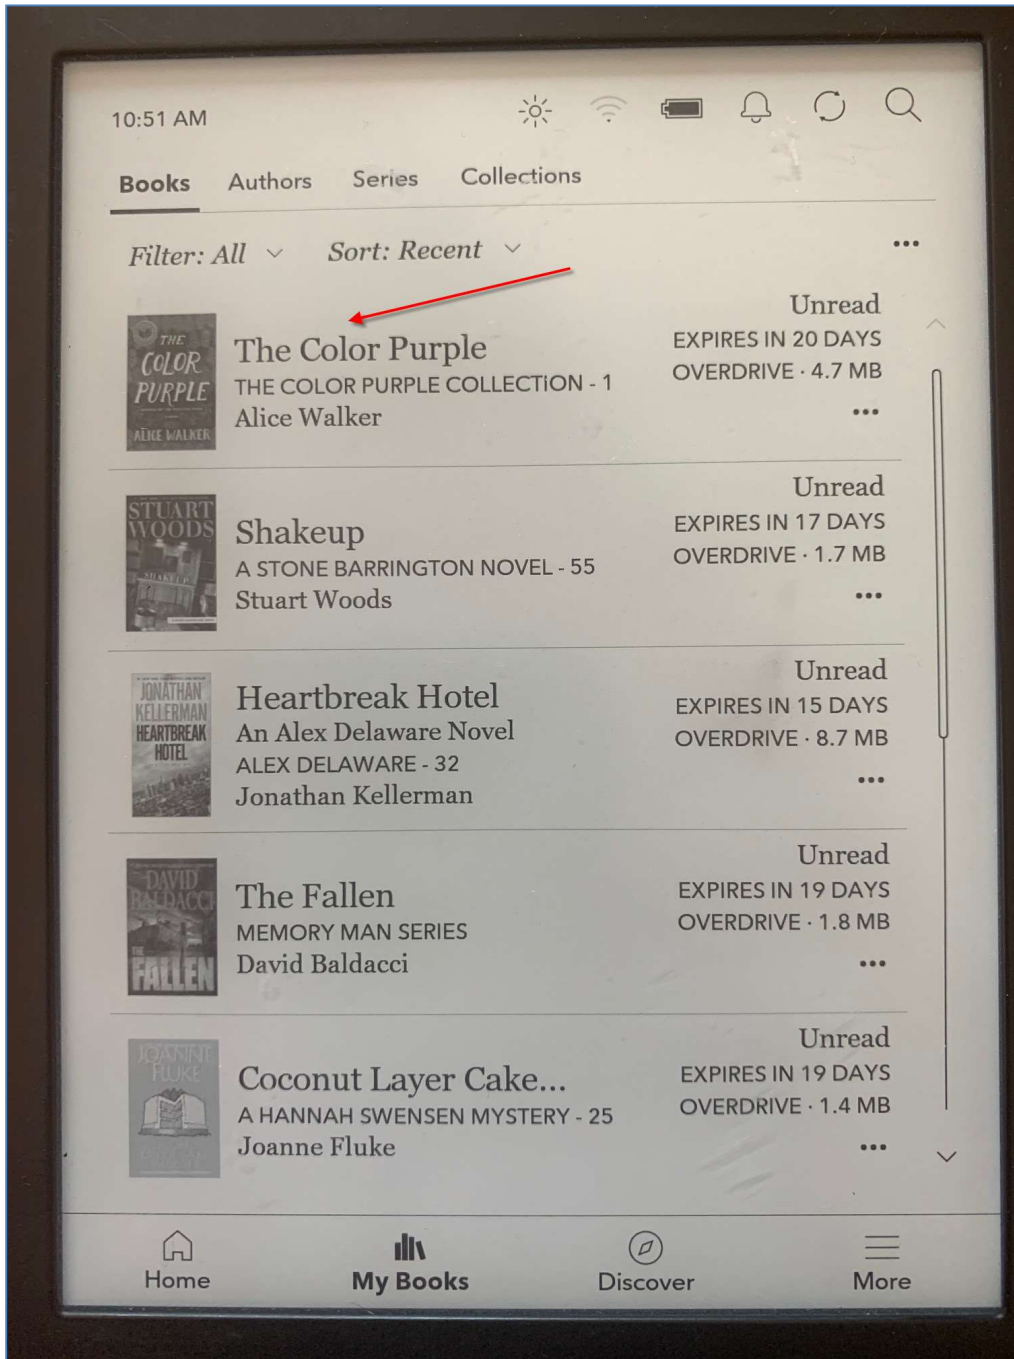 10:51 AM
Books Authors Series Collections
Filter: All Sort: Recent
THE
COLOR
PURPLE
ALICE WALKER
The Color Purple
THE COLOR PURPLE COLLECTION - 1
Alice Walker
Unread
EXPIRES IN 20 DAYS
OVERDRIVE · 4.7 MB
STUART
WOODS
SHAKEUP
Shakeup
A STONE BARRINGTON NOVEL - 55
Stuart Woods
Unread
EXPIRES IN 17 DAYS
OVERDRIVE · 1.7 MB
JONATHAN
KELLERMAN
HEARTBREAK
HOTEL
Heartbreak Hotel
An Alex Delaware Novel
ALEX DELAWARE - 32
Jonathan Kellerman
Unread
EXPIRES IN 15 DAYS
OVERDRIVE · 8.7 MB
DAVID
BALDACCI
THE
FALLEN
The Fallen
MEMORY MAN SERIES
David Baldacci
Unread
EXPIRES IN 19 DAYS
OVERDRIVE · 1.8 MB
JOANNE
FLUKE
Coconut Layer Cake...
A HANNAH SWENSEN MYSTERY - 25
Joanne Fluke
Unread
EXPIRES IN 19 DAYS
OVERDRIVE · 1.4 MB
Home My Books Discover More